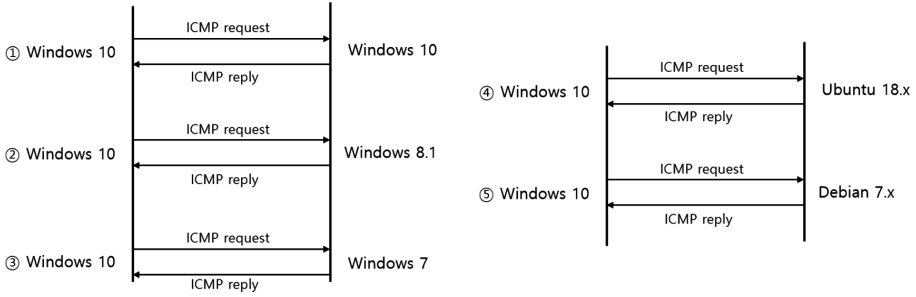 ICMP request
① Windows 10
Windows 10
ICMP reply
ICMP request
② Windows 10
Windows 8.1
ICMP reply
ICMP request
③ Windows 10
Windows 7
ICMP reply
ICMP request
④ Windows 10
Ubuntu 18.x
ICMP reply
ICMP request
⑤ Windows 10
Debian 7.x
ICMP reply